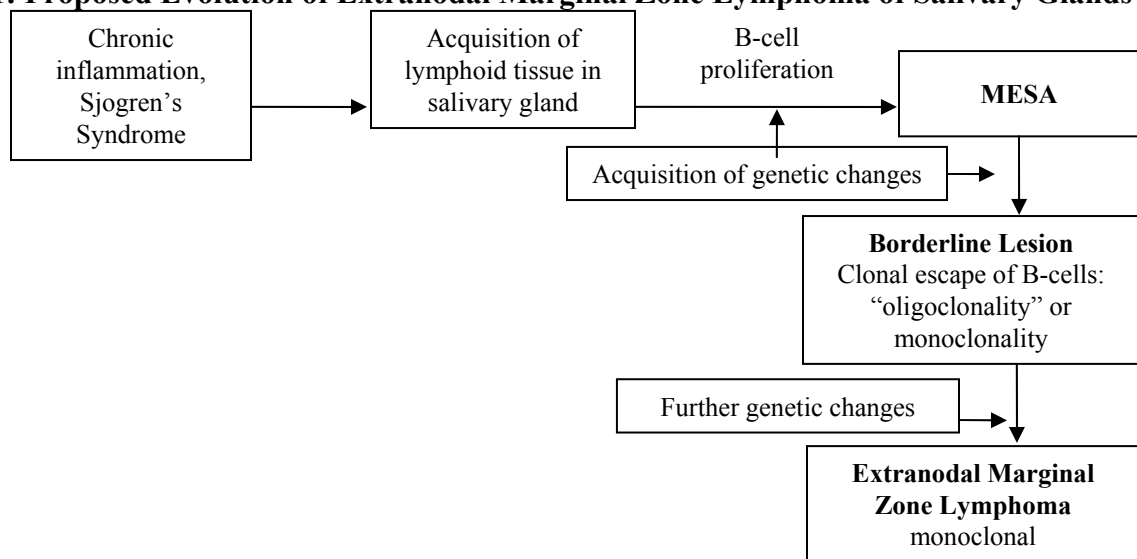 : Proposed Evolution of Extranodal Marginal Zone Lymphoma of Salivary Glands
Chronic
inflammation,
Sjogren's
Syndrome
Acquisition of
lymphoid tissue in
salivary gland
B-cell
proliferation
MESA
Acquisition of genetic changes
Borderline Lesion
Clonal escape of B-cells:
“oligoclonality” or
monoclonality
Further genetic changes
Extranodal Marginal
Zone Lymphoma
monoclonal